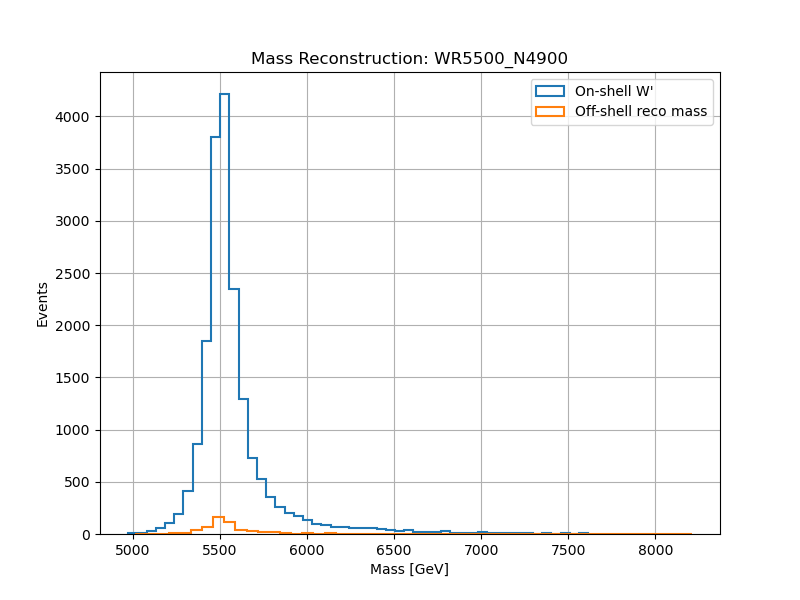 Mass Reconstruction: WR5500_N4900
On-shell W'
Off-shell reco mass
Events
4000
3500
3000
2500
2000
1500
1000
500
0
5000 5500 6000 6500 7000 7500 8000
Mass [GeV]